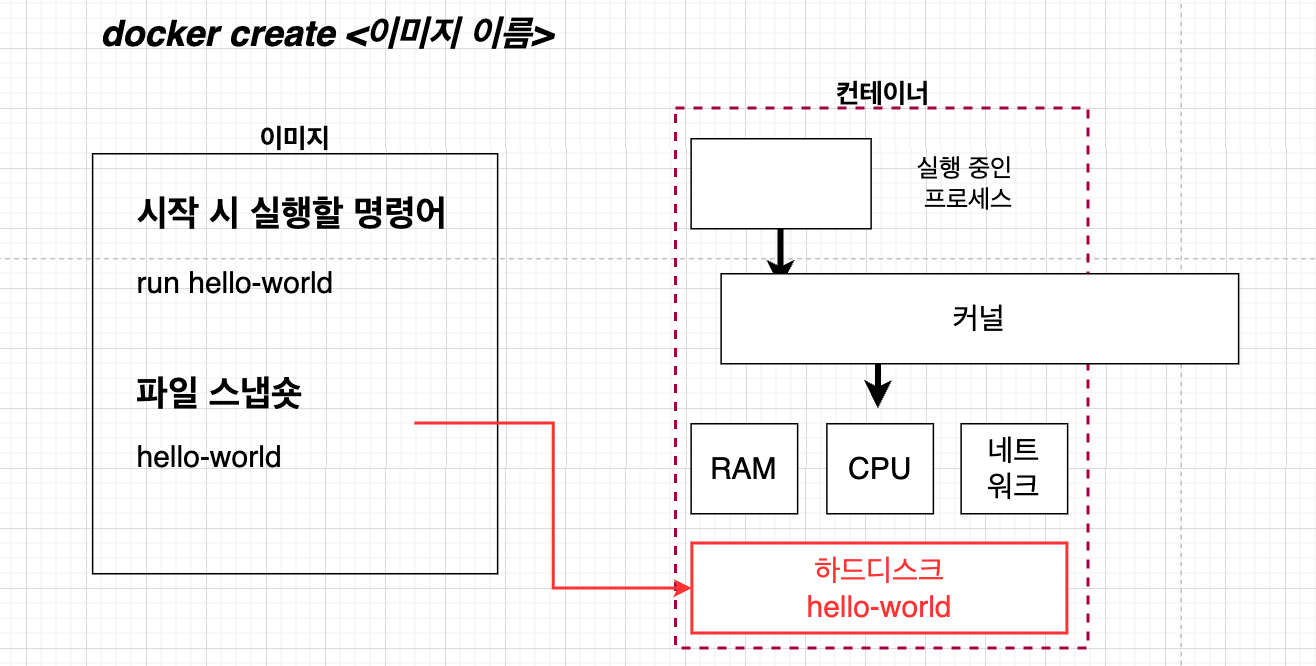 docker create <이미지 이름>
이미지
시작 시 실행할 명령어
run hello-world
파일 스냅숏
hello-world
컨테이너
실행 중인
프로세스
커널
RAM
CPU
네트
워크
하드디스크
hello-world